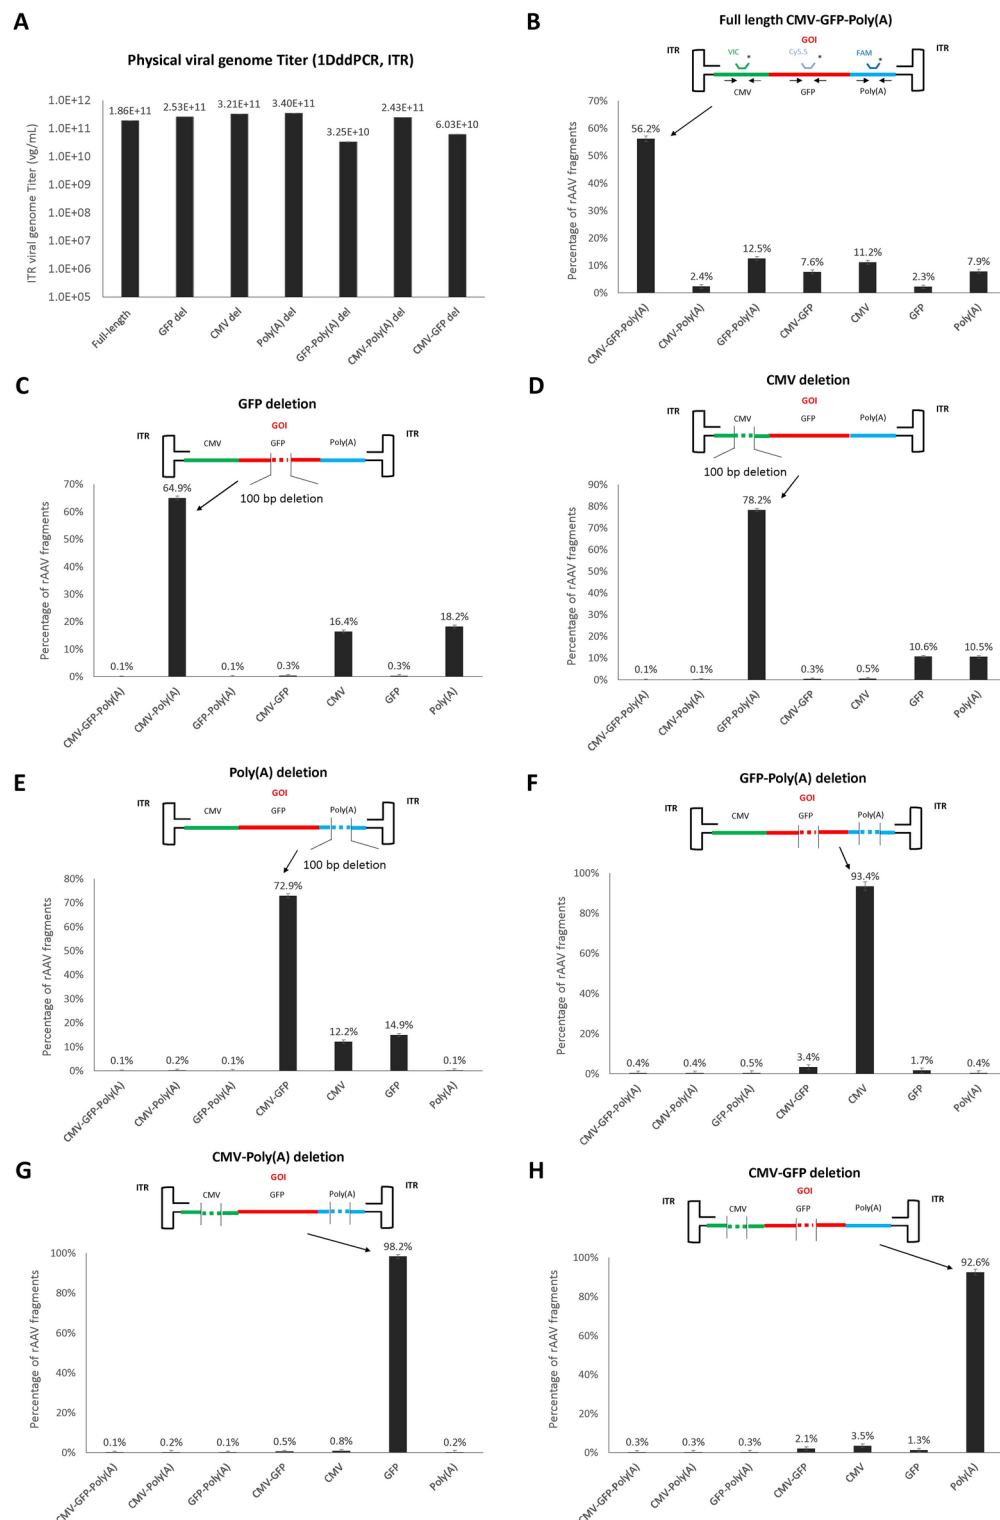 A
Physical viral genome Titer (1DddPCR, ITR)
ITR viral genome Titer (vg/mL)
1.0E+12
1.0E+11
1.0E+10
1.0E+09
1.0E+08
1.0E+07
1.0E+06
1.0E+05
1.86E+11
2.53E+11
3.21E+11
3.40E+11
3.25E+10
2.43E+11
6.03E+10
Full-length
GFP del
CMV del
Poly(A) del
GFP-Poly(A) del
CMV-Poly(A) del
CMV-GFP del
B
Full length CMV-GFP-Poly(A)
GOI
ITR
ITR
VIC
*
Cy5.5
*
FAM
*
CMV
GFP
Poly(A)
Percentage of rAAV fragments
70%
60%
50%
40%
30%
20%
10%
0%
56.2%
2.4%
12.5%
7.6%
11.2%
2.3%
7.9%
CMV-GFP-Poly(A)
CMV-Poly(A)
GFP-Poly(A)
CMV-GFP
CMV
GFP
Poly(A)
C
GFP deletion
GOI
ITR
ITR
CMV
GFP
Poly(A)
100 bp deletion
Percentage of rAAV fragments
70%
60%
50%
40%
30%
20%
10%
0%
0.1%
64.9%
0.1%
0.3%
16.4%
0.3%
18.2%
CMV-GFP-Poly(A)
CMV-Poly(A)
GFP-Poly(A)
CMV-GFP
CMV
GFP
Poly(A)
D
CMV deletion
GOI
ITR
ITR
CMV
GFP
Poly(A)
100 bp deletion
Percentage of rAAV fragments
90%
80%
70%
60%
50%
40%
30%
20%
10%
0%
0.1%
0.1%
78.2%
0.3%
0.5%
10.6%
10.5%
CMV-GFP-Poly(A)
CMV-Poly(A)
GFP-Poly(A)
CMV-GFP
CMV
GFP
Poly(A)
E
Poly(A) deletion
GOI
ITR
ITR
CMV
GFP
Poly(A)
100 bp deletion
Percentage of rAAV fragments
80%
70%
60%
50%
40%
30%
20%
10%
0%
0.1%
0.2%
0.1%
72.9%
12.2%
14.9%
0.1%
CMV-GFP-Poly(A)
CMV-Poly(A)
GFP-Poly(A)
CMV-GFP
CMV
GFP
Poly(A)
F
GFP-Poly(A) deletion
GOI
ITR
ITR
CMV
GFP
Poly(A)
Percentage of rAAV fragments
100%
80%
60%
40%
20%
0%
0.4%
0.4%
0.5%
3.4%
93.4%
1.7%
0.4%
CMV-GFP-Poly(A)
CMV-Poly(A)
GFP-Poly(A)
CMV-GFP
CMV
GFP
Poly(A)
G
CMV-Poly(A) deletion
GOI
ITR
ITR
CMV
GFP
Poly(A)
Percentage of rAAV fragments
100%
80%
60%
40%
20%
0%
0.1%
0.2%
0.1%
0.5%
0.8%
98.2%
0.2%
CMV-GFP-Poly(A)
CMV-Poly(A)
GFP-Poly(A)
CMV-GFP
CMV
GFP
Poly(A)
H
CMV-GFP deletion
GOI
ITR
ITR
CMV
GFP
Poly(A)
Percentage of rAAV fragments
100%
80%
60%
40%
20%
0%
0.3%
0.3%
0.3%
2.1%
3.5%
1.3%
92.6%
CMV-GFP-Poly(A)
CMV-Poly(A)
GFP-Poly(A)
CMV-GFP
CMV
GFP
Poly(A)